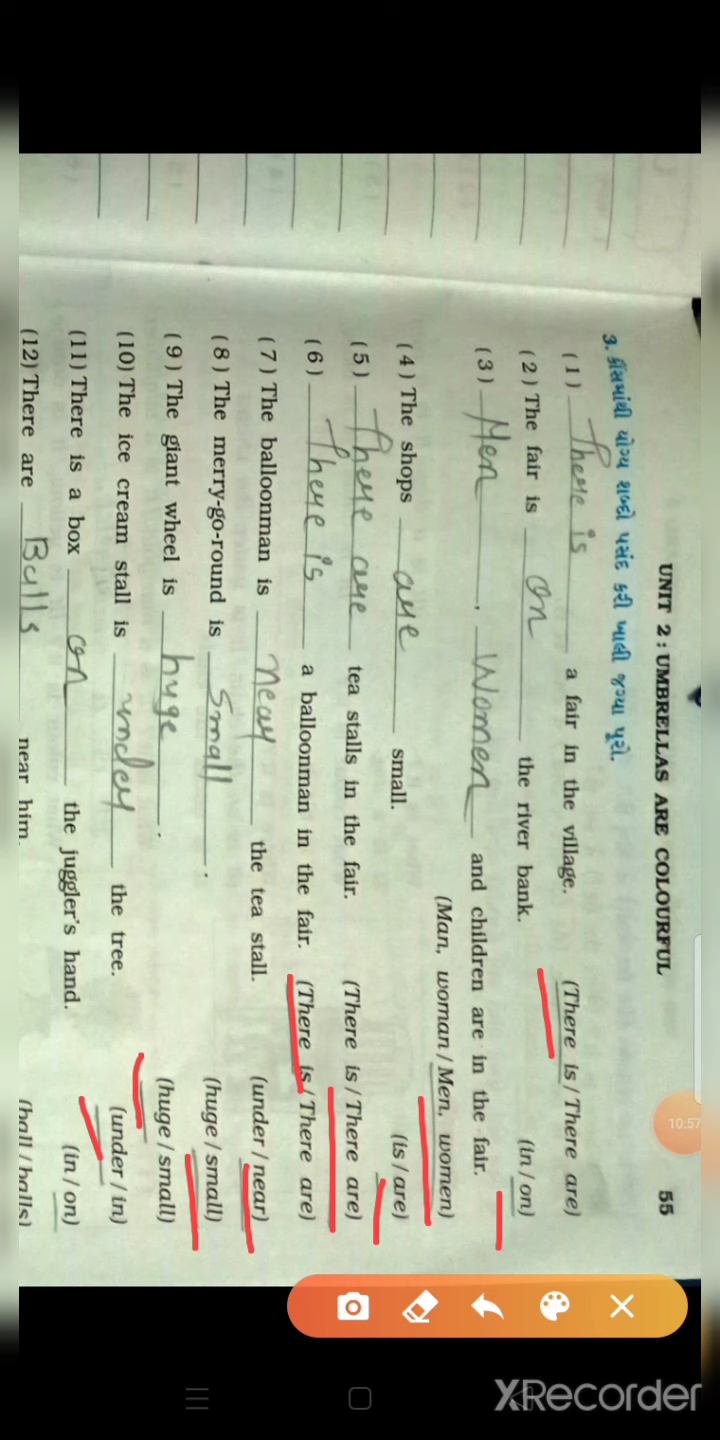 UNIT 2 : UMBRELLAS ARE COLOURFUL 55
3. કૌંસમાંથી યોગ્ય શબ્દો પસંદ કરી ખાલી જગ્યા પૂરો.
(1) There is a fair in the village. (There is / There are)
(2) The fair is on the river bank. (in / on)
(3) Men, Women and children are in the fair.
(Man, woman / Men, women)
(4) The shops are small. (is / are)
(5) There are tea stalls in the fair. (There is / There are)
(6) There is a balloonman in the fair. (There is / There are)
(7) The balloonman is near the tea stall. (under / near)
(8) The merry-go-round is small. (huge / small)
(9) The giant wheel is huge. (huge / small)
(10) The ice cream stall is under the tree. (under / in)
(11) There is a box on the juggler's hand. (in / on)
(12) There are Balls near him. (ball / balls)
10:57
XRecorder